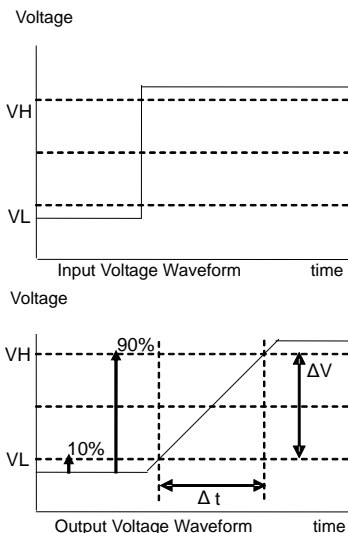 Voltage
VH
VL
Input Voltage Waveform time
Voltage
90%
VH
ΔV
10%
VL
Δ t
Output Voltage Waveform time